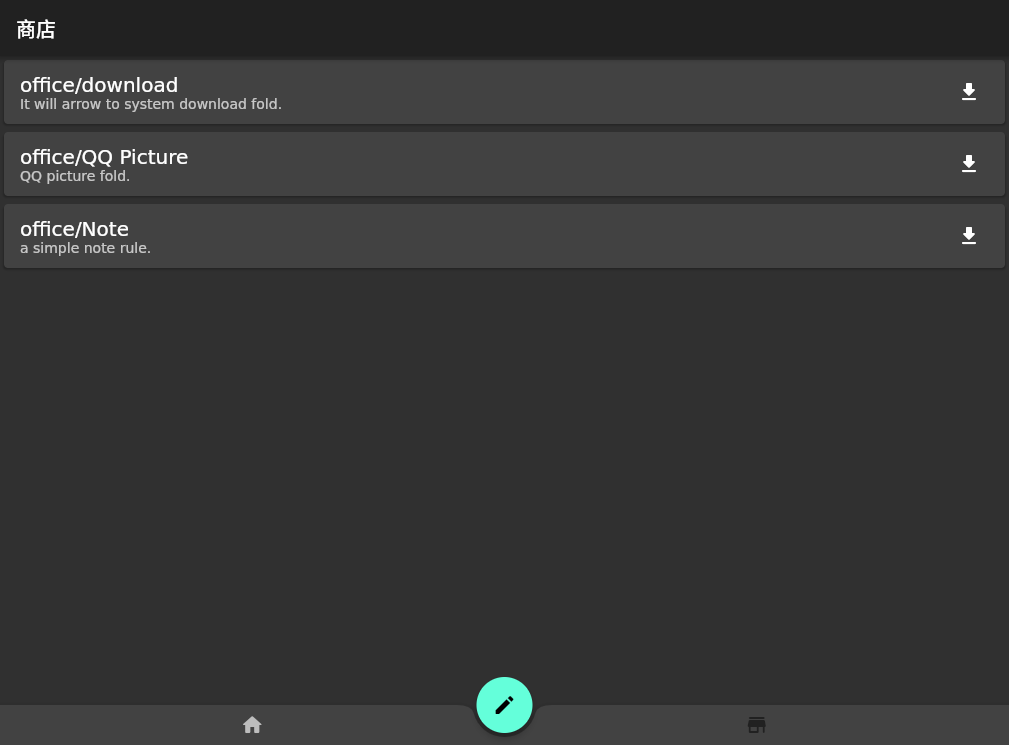 商店
office/download
It will arrow to system download fold.
office/QQ Picture
QQ picture fold.
office/Note
a simple note rule.